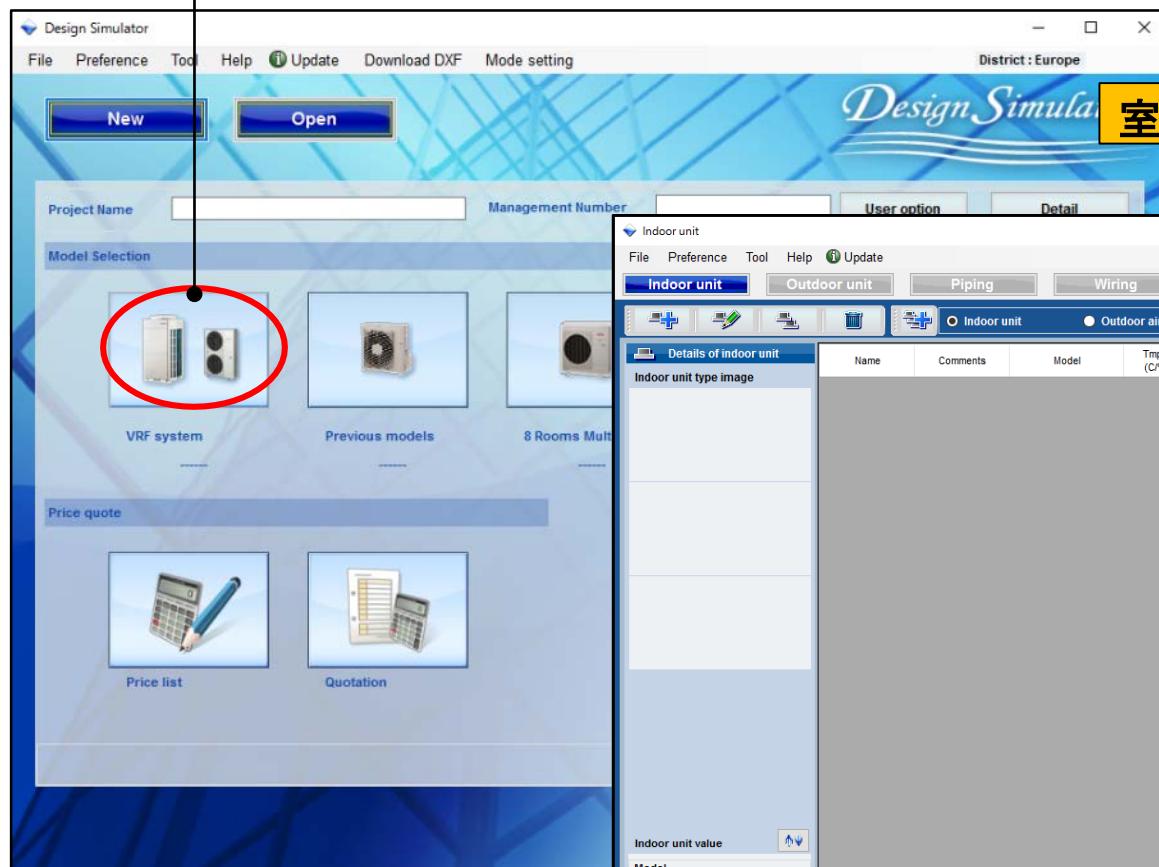 Design Simulator
File Preference Tool Help Update Download DXF Mode setting
District : Europe
New Open
室
Project Name Management Number User option Detail
Model Selection
VRF system Previous models
------ ------ ------
8 Rooms
Price quote
Price list Quotation
Indoor unit
File Preference Tool Help Update
Indoor unit Outdoor unit Piping Wiring
Indoor unit Outdoor
Details of indoor unit Name Comments Model
Indoor unit type image
Indoor unit value
Model